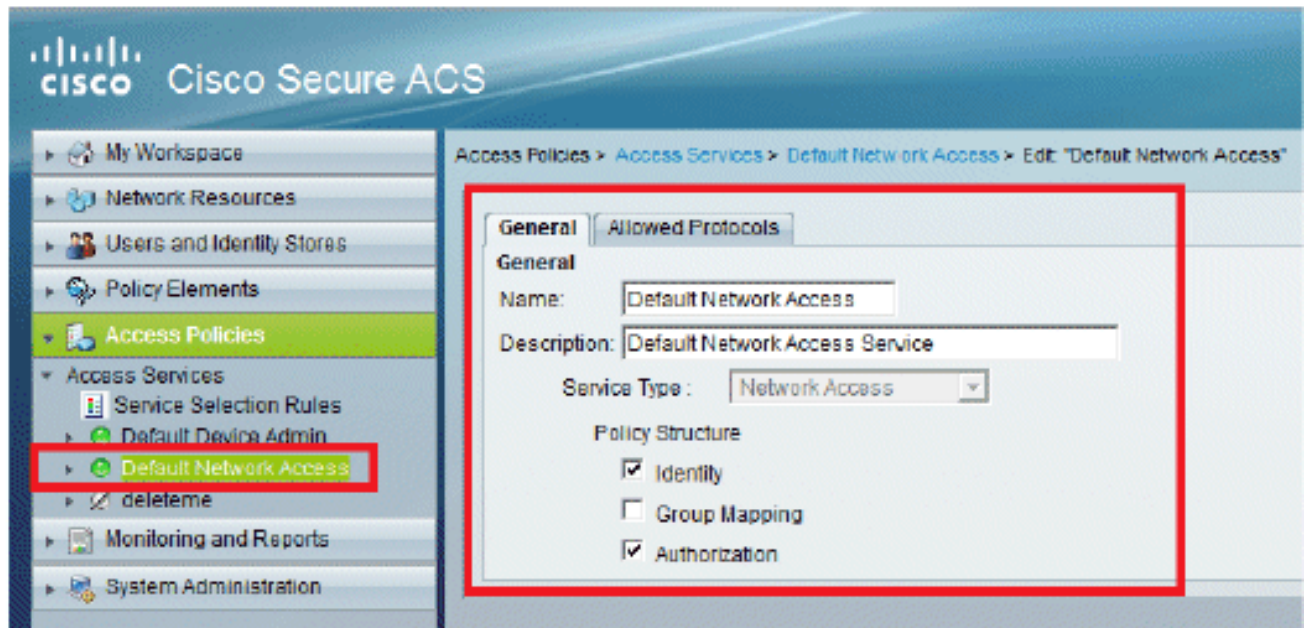 CISCO Cisco Secure ACS
My Workspace
Network Resources
Users and Identity Stores
Policy Elements
Access Policies
Access Services
Service Selection Rules
Default Device Admin
Default Network Access
deleteme
Monitoring and Reports
System Administration
Access Policies > Access Services > Default Network Access > Edit: "Default Network Access"
General Allowed Protocols
General
Name: Default Network Access
Description: Default Network Access Service
Service Type : Network Access
Policy Structure
Identity
Group Mapping
Authorization